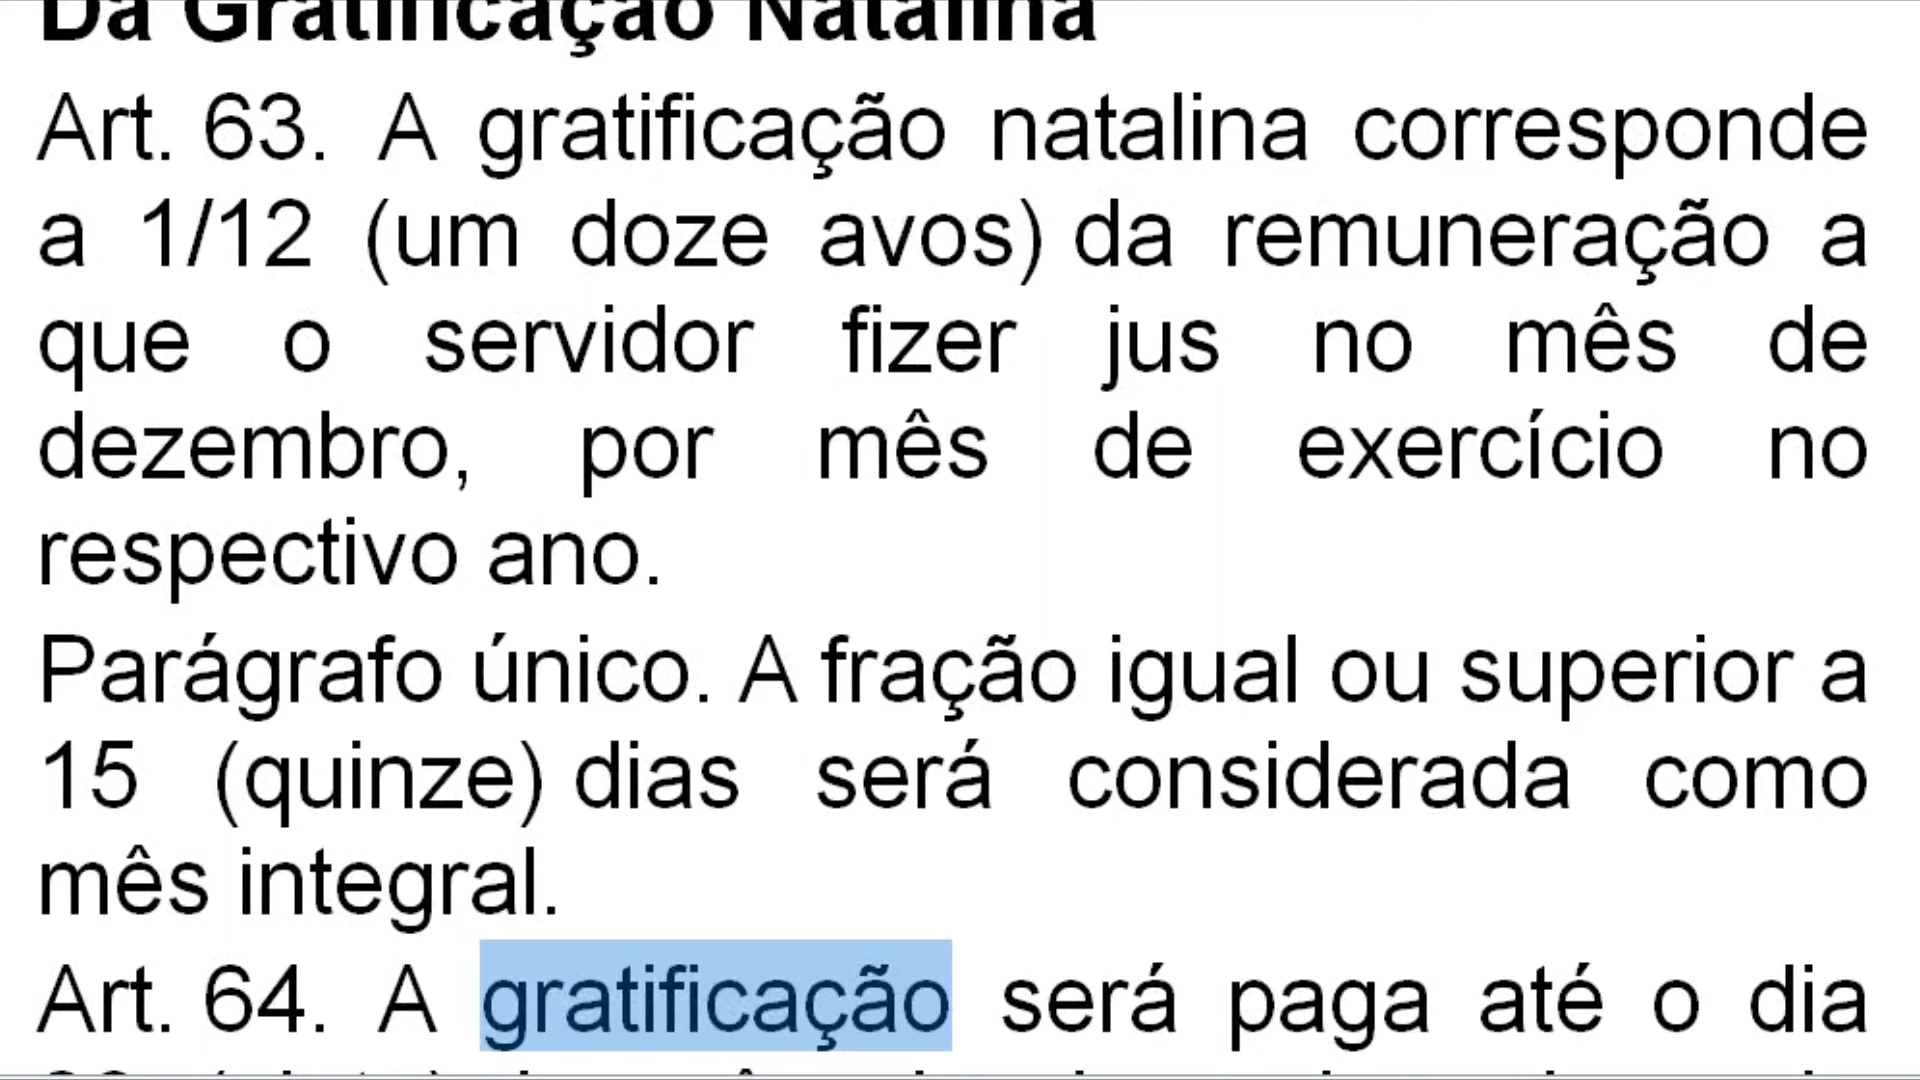 Da Gratificação Natalina
Art. 63. A gratificação natalina corresponde
a 1/12 (um doze avos) da remuneração a
que o servidor fizer jus no mês de
dezembro, por mês de exercício no
respectivo ano.
Parágrafo único. A fração igual ou superior a
15 (quinze) dias será considerada como
mês integral.
Art. 64. A gratificação será paga até o dia